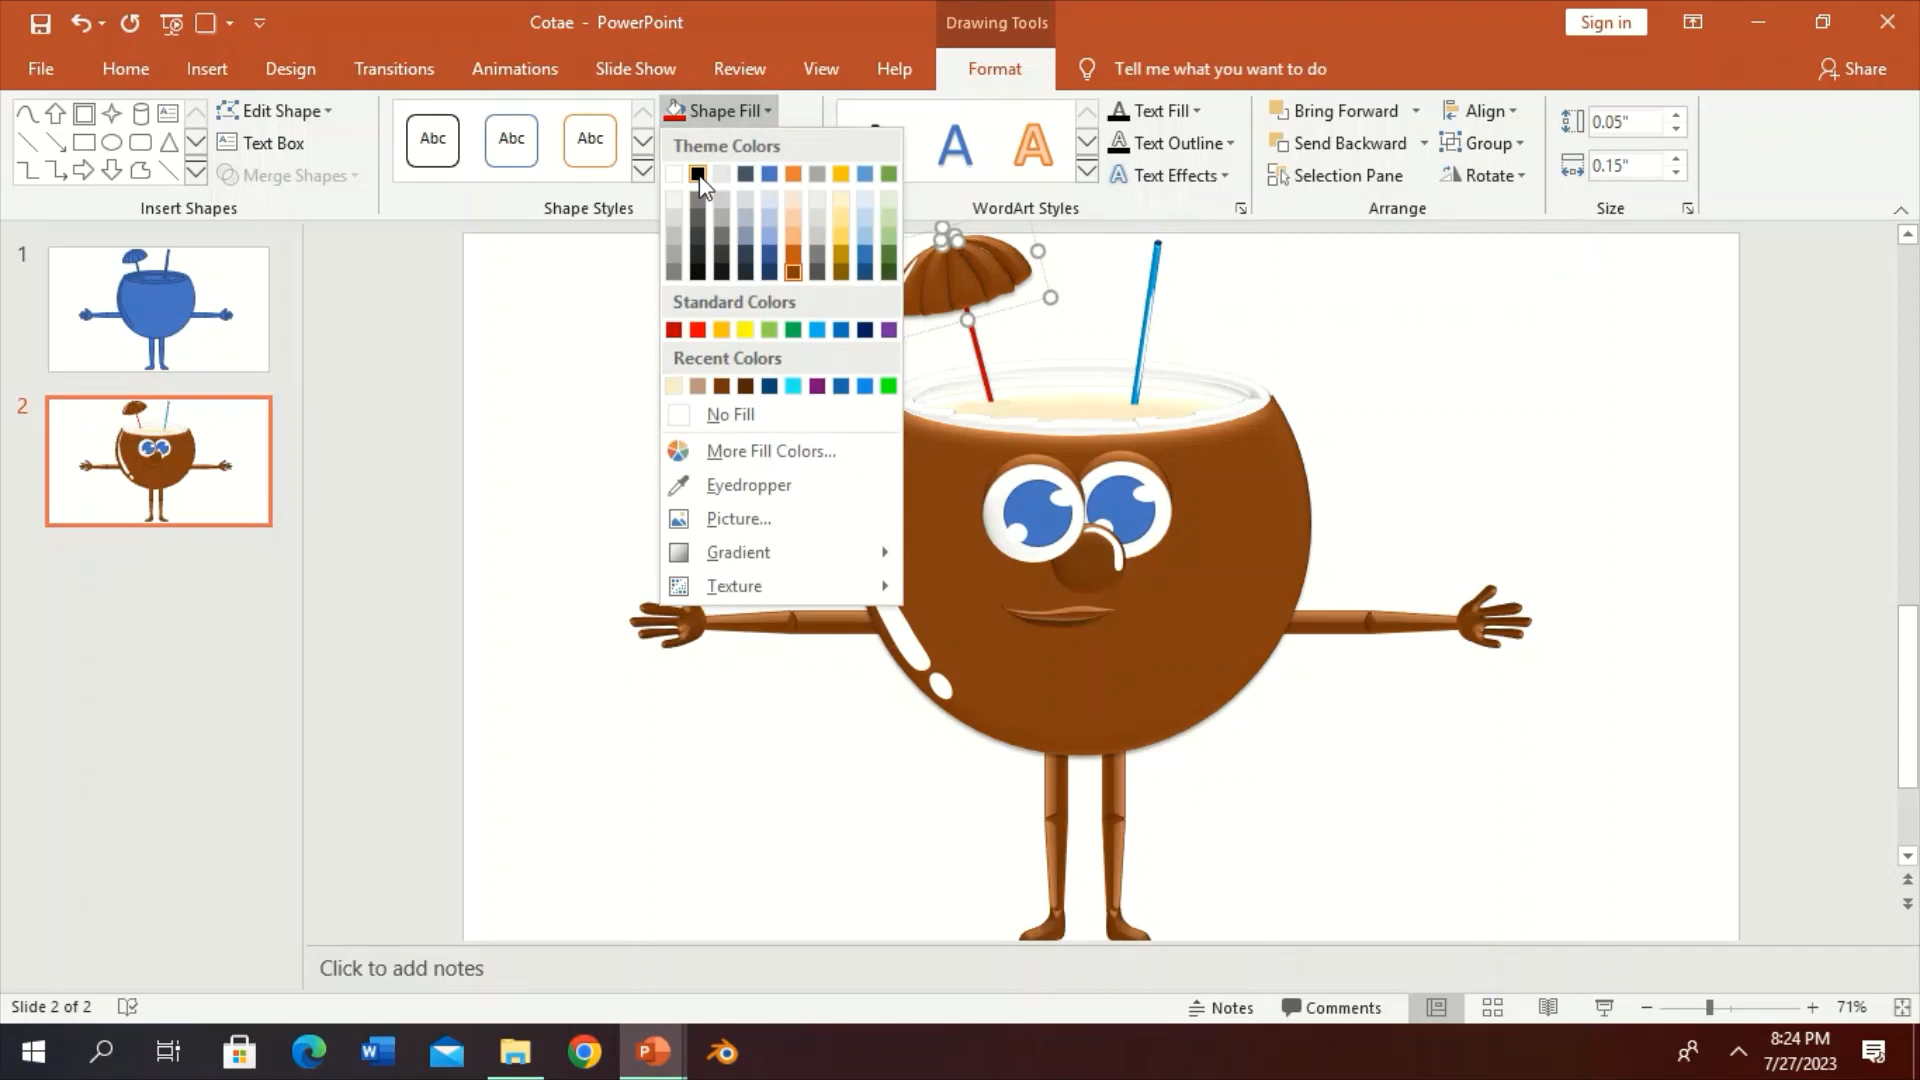 Cotae - PowerPoint
Drawing Tools
Sign in
File
Home
Insert
Design
Transitions
Animations
Slide Show
Review
View
Help
Format
Tell me what you want to do
Share
Edit Shape
Text Box
Merge Shapes
Insert Shapes
Abc
Abc
Abc
Shape Styles
Shape Fill
Theme Colors
Standard Colors
Recent Colors
No Fill
More Fill Colors...
Eyedropper
Picture...
Gradient
Texture
A
A
Text Fill
Text Outline
Text Effects
WordArt Styles
Bring Forward
Send Backward
Selection Pane
Align
Group
Rotate
Arrange
0.05"
0.15"
Size
1
2
Click to add notes
Slide 2 of 2
Notes
Comments
71%
8:24 PM
7/27/2023